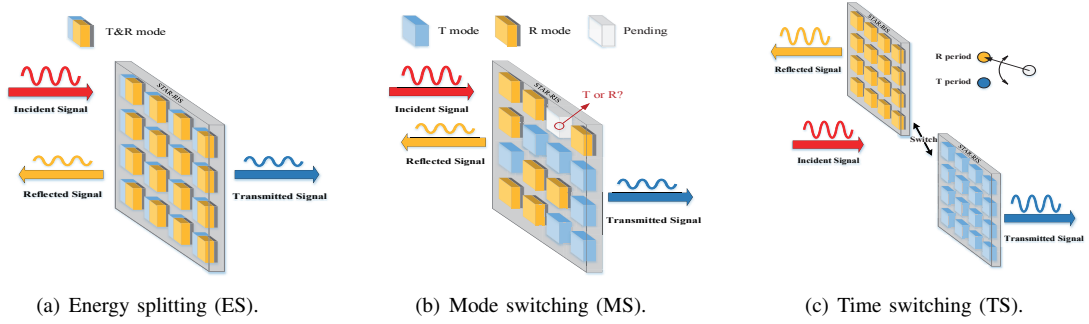 T&R mode
Incident Signal
STAR-RIS
Reflected Signal
Transmitted Signal
(a) Energy splitting (ES).
T mode
R mode
Pending
Incident Signal
STAR-RIS
T or R?
Reflected Signal
Transmitted Signal
(b) Mode switching (MS).
STAR-RIS
Reflected Signal
R period
T period
Incident Signal
Switch
STAR-RIS
Transmitted Signal
(c) Time switching (TS).